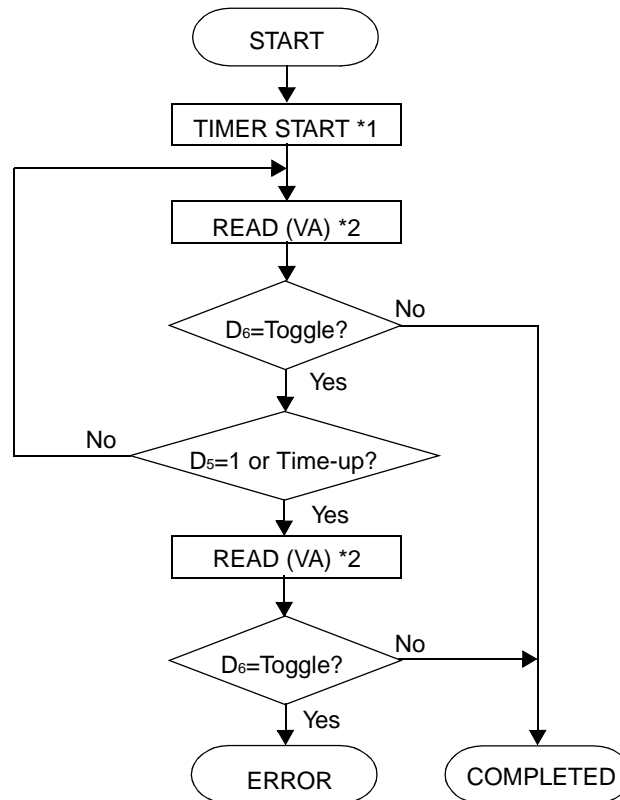 START
TIMER START *1
READ (VA) *2
D₆=Toggle?
No
Yes
No
D₅=1 or Time-up?
Yes
READ (VA) *2
D₆=Toggle?
No
Yes
ERROR
COMPLETED